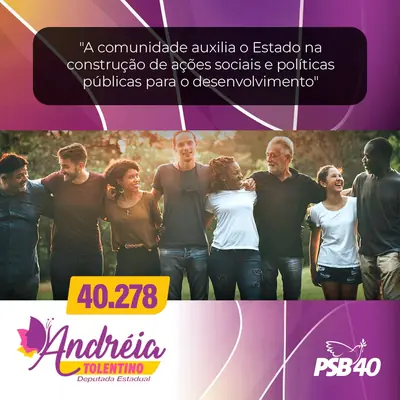 "A comunidade auxilia o Estado na
construção de ações sociais e políticas
públicas para o desenvolvimento"
40.278
Andréia
TOLENTINO
Deputada Estadual
PSB 40